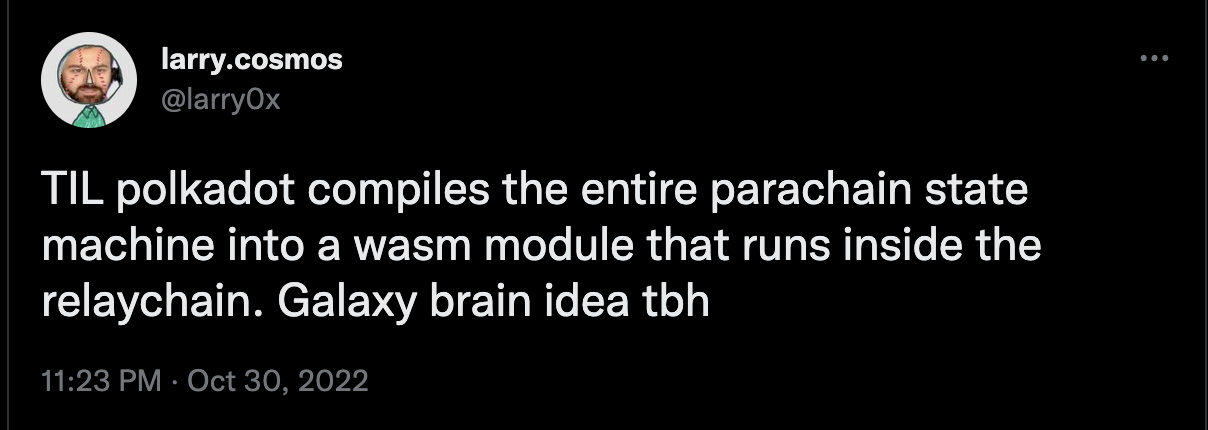 larry.cosmos
@larry0x
TIL polkadot compiles the entire parachain state
machine into a wasm module that runs inside the
relaychain. Galaxy brain idea tbh
11:23 PM · Oct 30, 2022